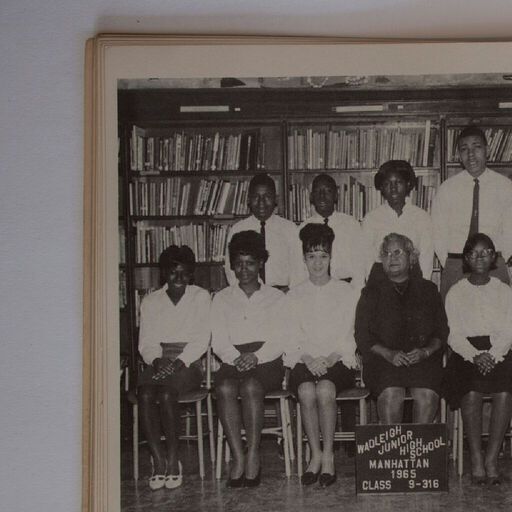 WADLEIGH
JUNIOR
HIGH
SCHOOL
MANHATTAN
1965
CLASS 9-316